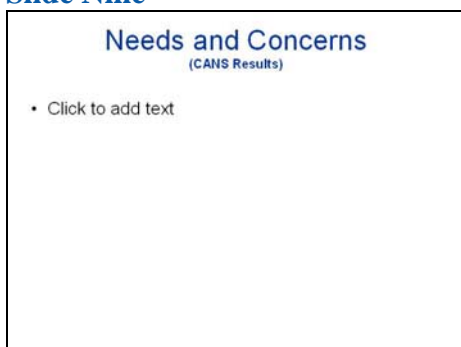 Slide Nine
Needs and Concerns
(CANS Results)
• Click to add text